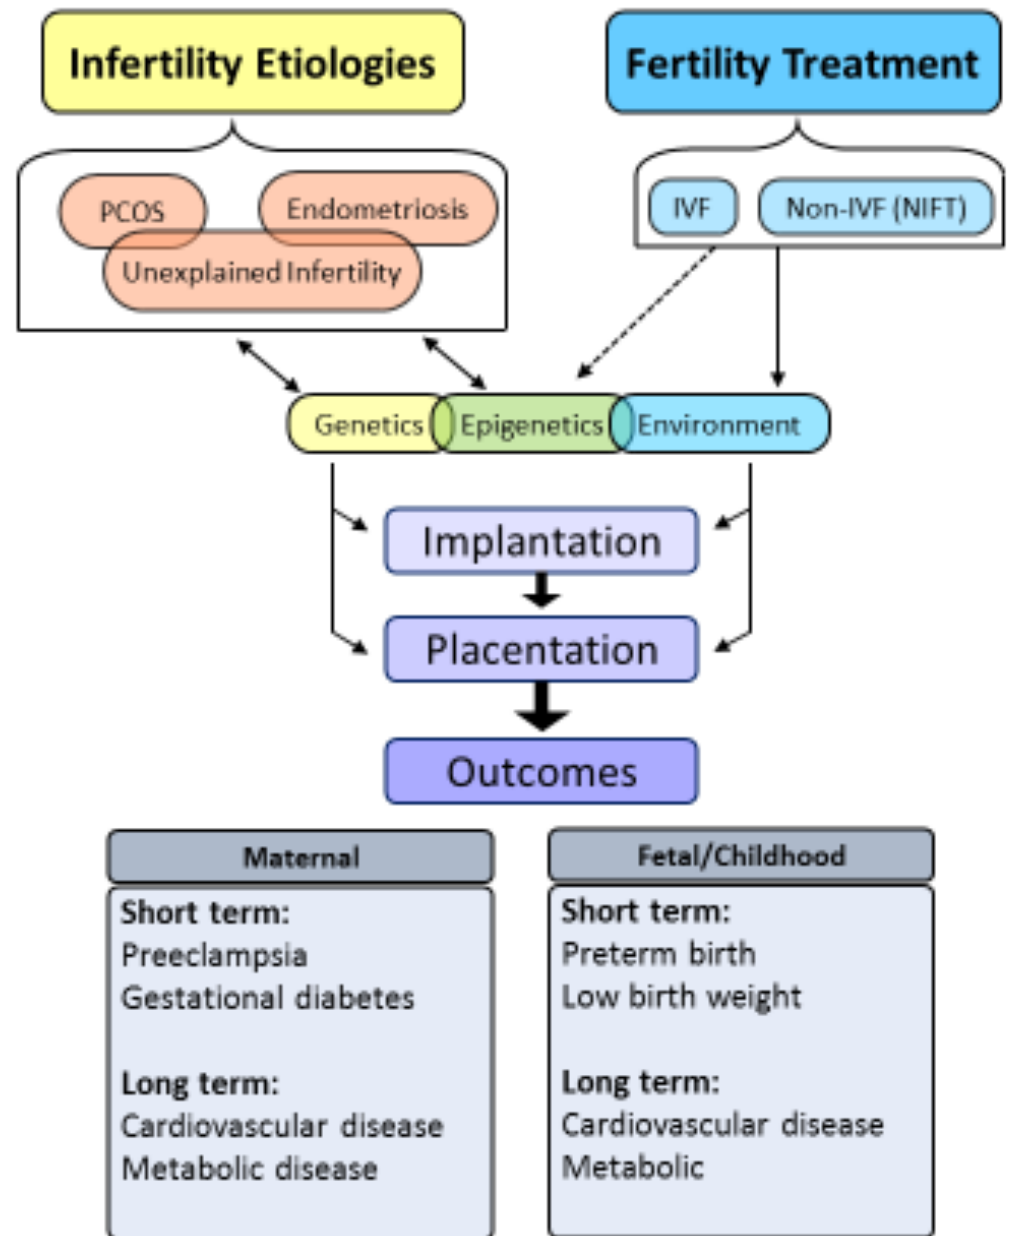 Infertility Etiologies
Fertility Treatment
PCOS
Endometriosis
Unexplained Infertility
IVF
Non-IVF (NIFT)
Genetics
Epigenetics
Environment
Implantation
Placentation
Outcomes
Maternal
Short term:
Preeclampsia
Gestational diabetes
Long term:
Cardiovascular disease
Metabolic disease
Fetal/Childhood
Short term:
Preterm birth
Low birth weight
Long term:
Cardiovascular disease
Metabolic